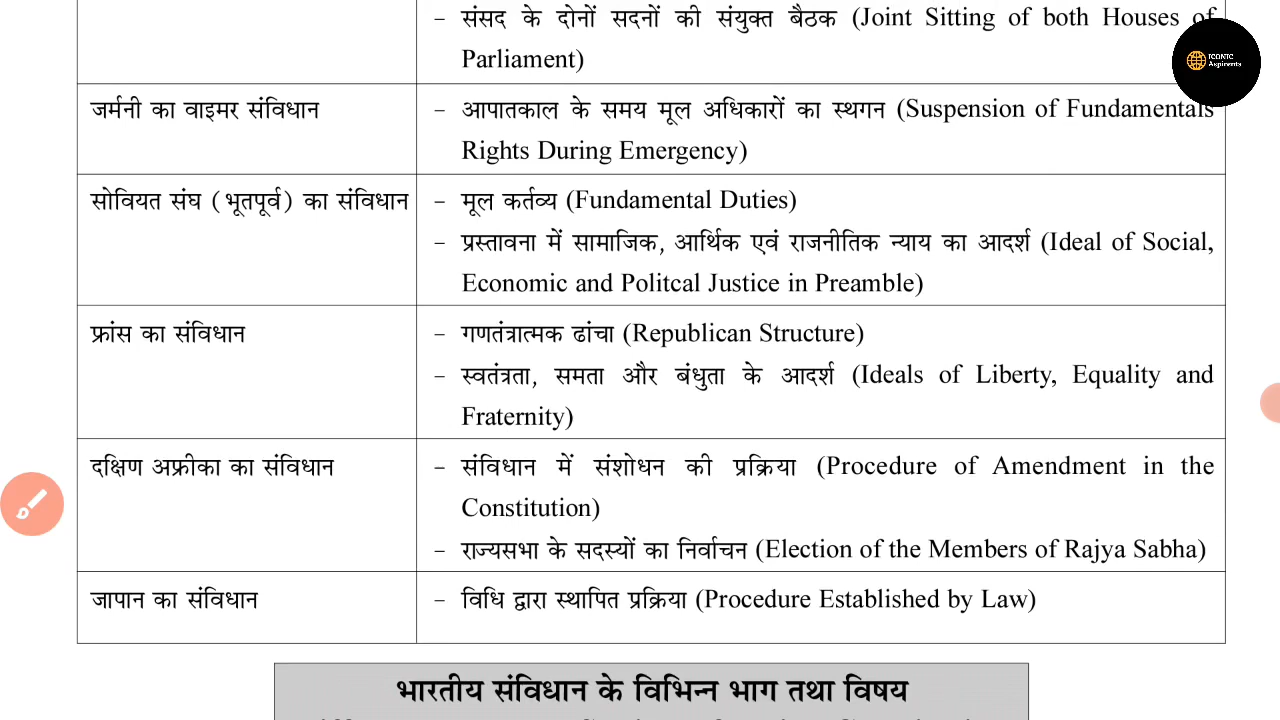 – संसद के दोनों सदनों की संयुक्त बैठक (Joint Sitting of both Houses of
Parliament)
ICONIC
Aspirents
जर्मनी का वाइमर संविधान
– आपातकाल के समय मूल अधिकारों का स्थगन (Suspension of Fundamentals
Rights During Emergency)
सोवियत संघ (भूतपूर्व) का संविधान
– मूल कर्तव्य (Fundamental Duties)
– प्रस्तावना में सामाजिक, आर्थिक एवं राजनीतिक न्याय का आदर्श (Ideal of Social,
Economic and Politcal Justice in Preamble)
फ्रांस का संविधान
– गणतंत्रात्मक ढांचा (Republican Structure)
– स्वतंत्रता, समता और बंधुता के आदर्श (Ideals of Liberty, Equality and
Fraternity)
दक्षिण अफ्रीका का संविधान
– संविधान में संशोधन की प्रक्रिया (Procedure of Amendment in the
Constitution)
– राज्यसभा के सदस्यों का निर्वाचन (Election of the Members of Rajya Sabha)
जापान का संविधान
– विधि द्वारा स्थापित प्रक्रिया (Procedure Established by Law)
भारतीय संविधान के विभिन्न भाग तथा विषय